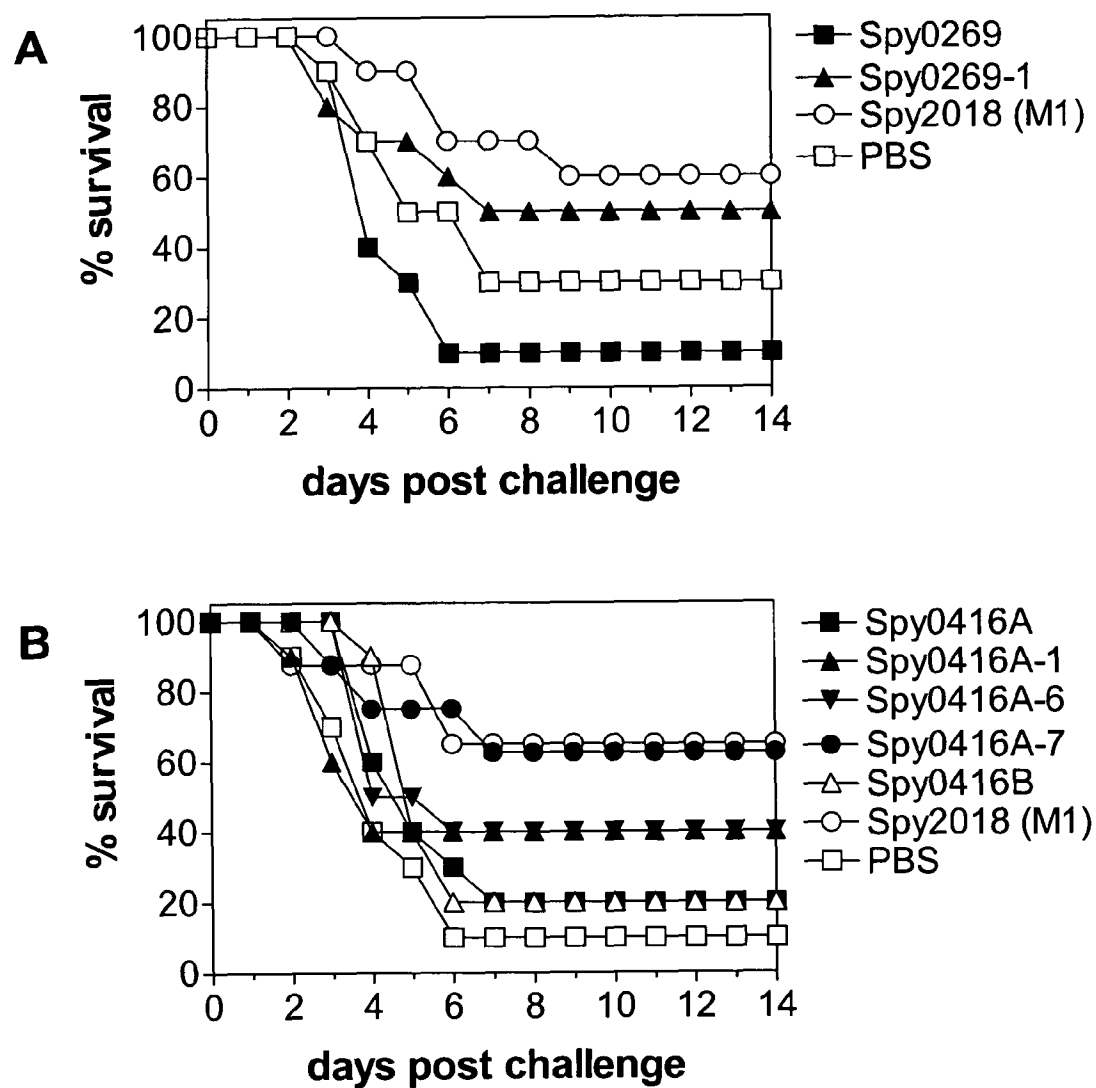 A
% survival
100
80
60
40
20
0
0 2 4 6 8 10 12 14
days post challenge
Spy0269
Spy0269-1
Spy2018 (M1)
PBS
B
% survival
100
80
60
40
20
0
0 2 4 6 8 10 12 14
days post challenge
Spy0416A
Spy0416A-1
Spy0416A-6
Spy0416A-7
Spy0416B
Spy2018 (M1)
PBS